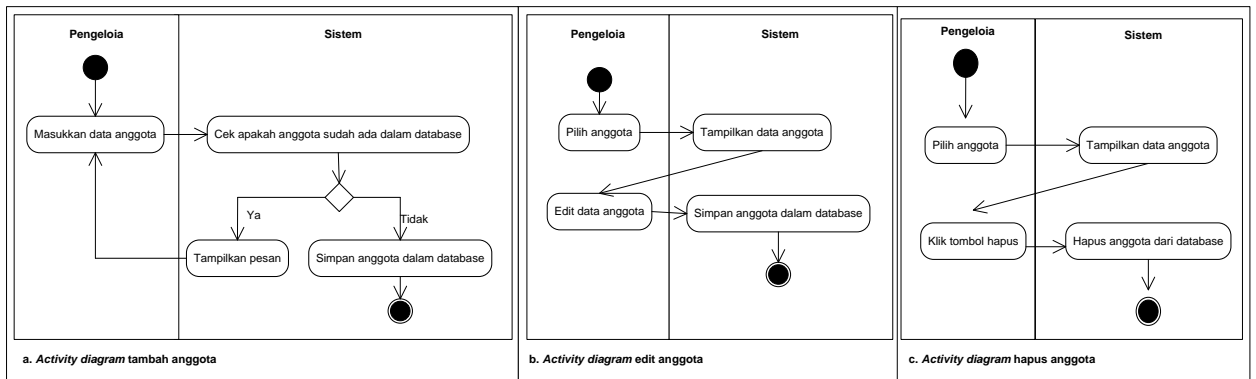 Pengeloia
Sistem
Masukkan data anggota
Cek apakah anggota sudah ada dalam database
Ya
Tidak
Tampilkan pesan
Simpan anggota dalam database
a. Activity diagram tambah anggota
Pengeloia
Sistem
Pilih anggota
Tampilkan data anggota
Edit data anggota
Simpan anggota dalam database
b. Activity diagram edit anggota
Pengeloia
Sistem
Pilih anggota
Tampilkan data anggota
Klik tombol hapus
Hapus anggota dari database
c. Activity diagram hapus anggota